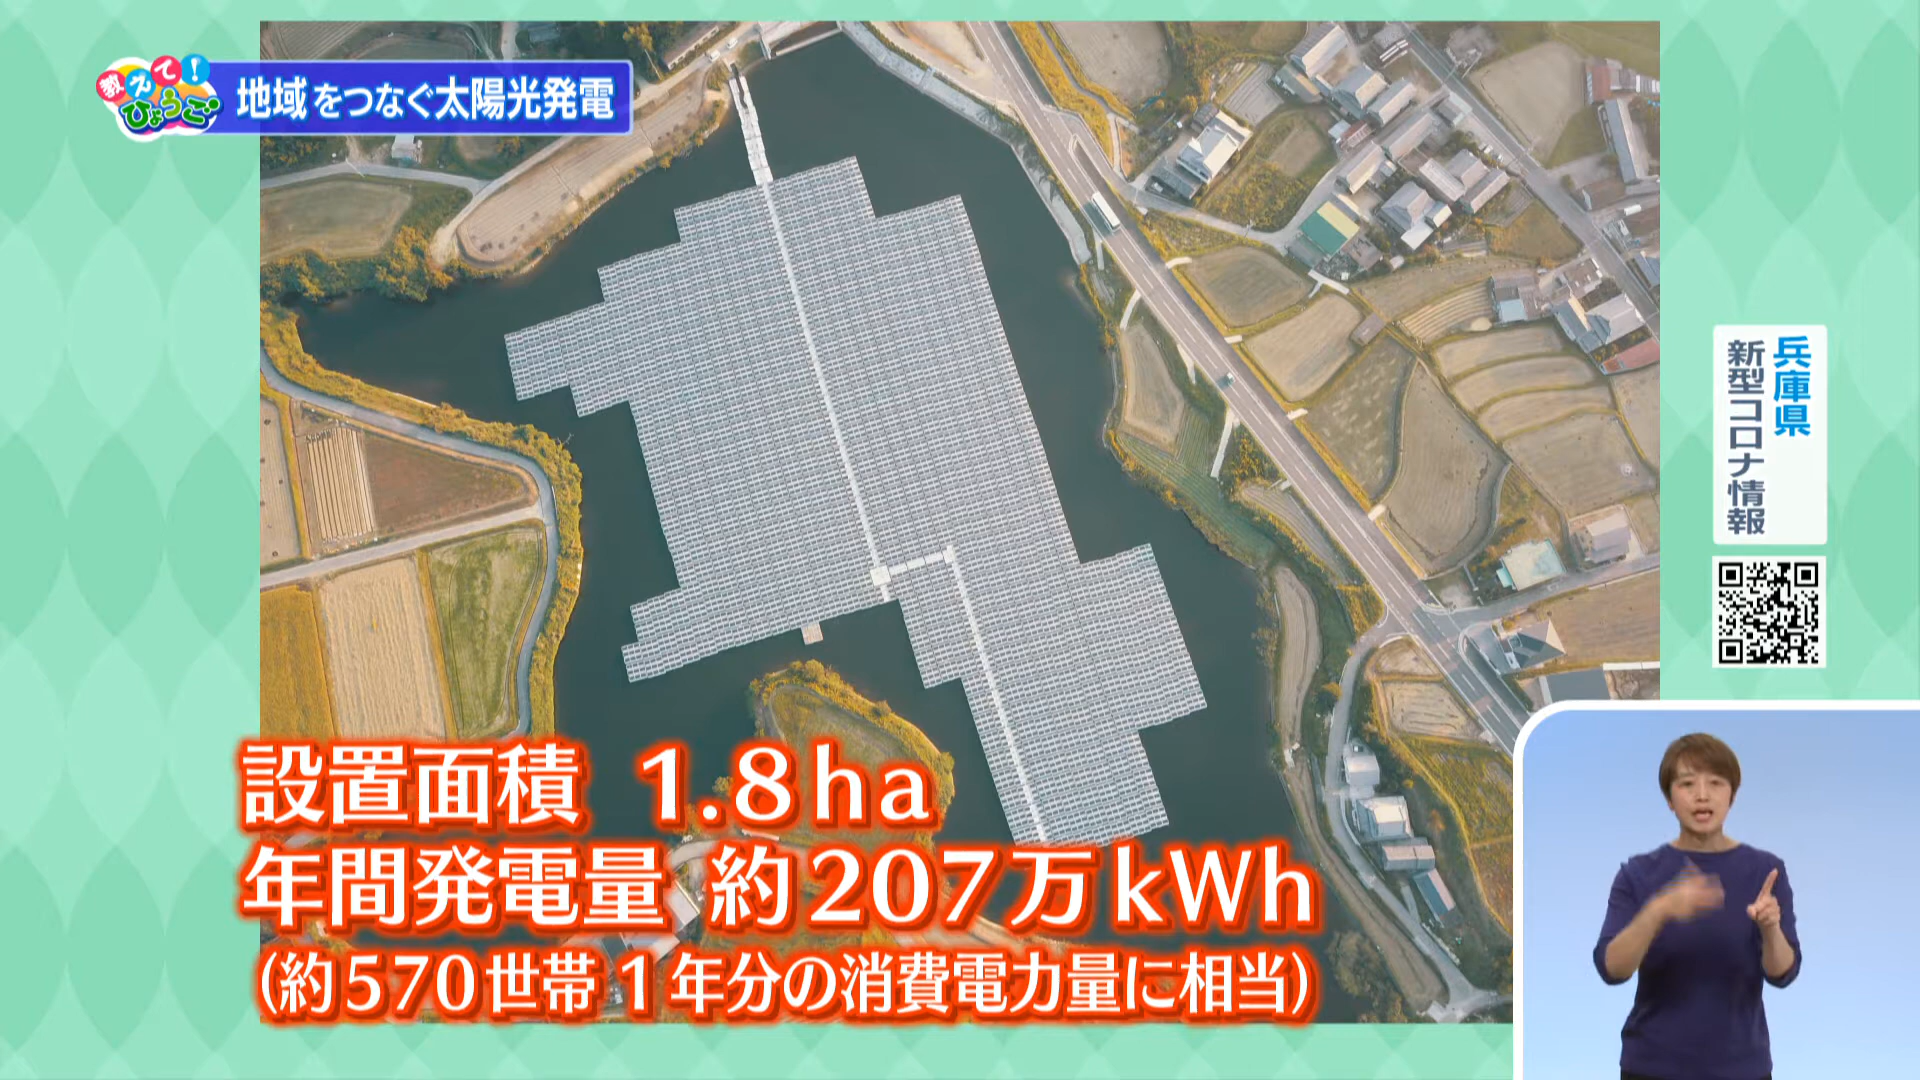 教えて!
ひょうご
地域をつなぐ太陽光発電
兵庫県
新型コロナ情報
設置面積 1.8ha
年間発電量 約207万kWh
(約570世帯1年分の消費電力量に相当)